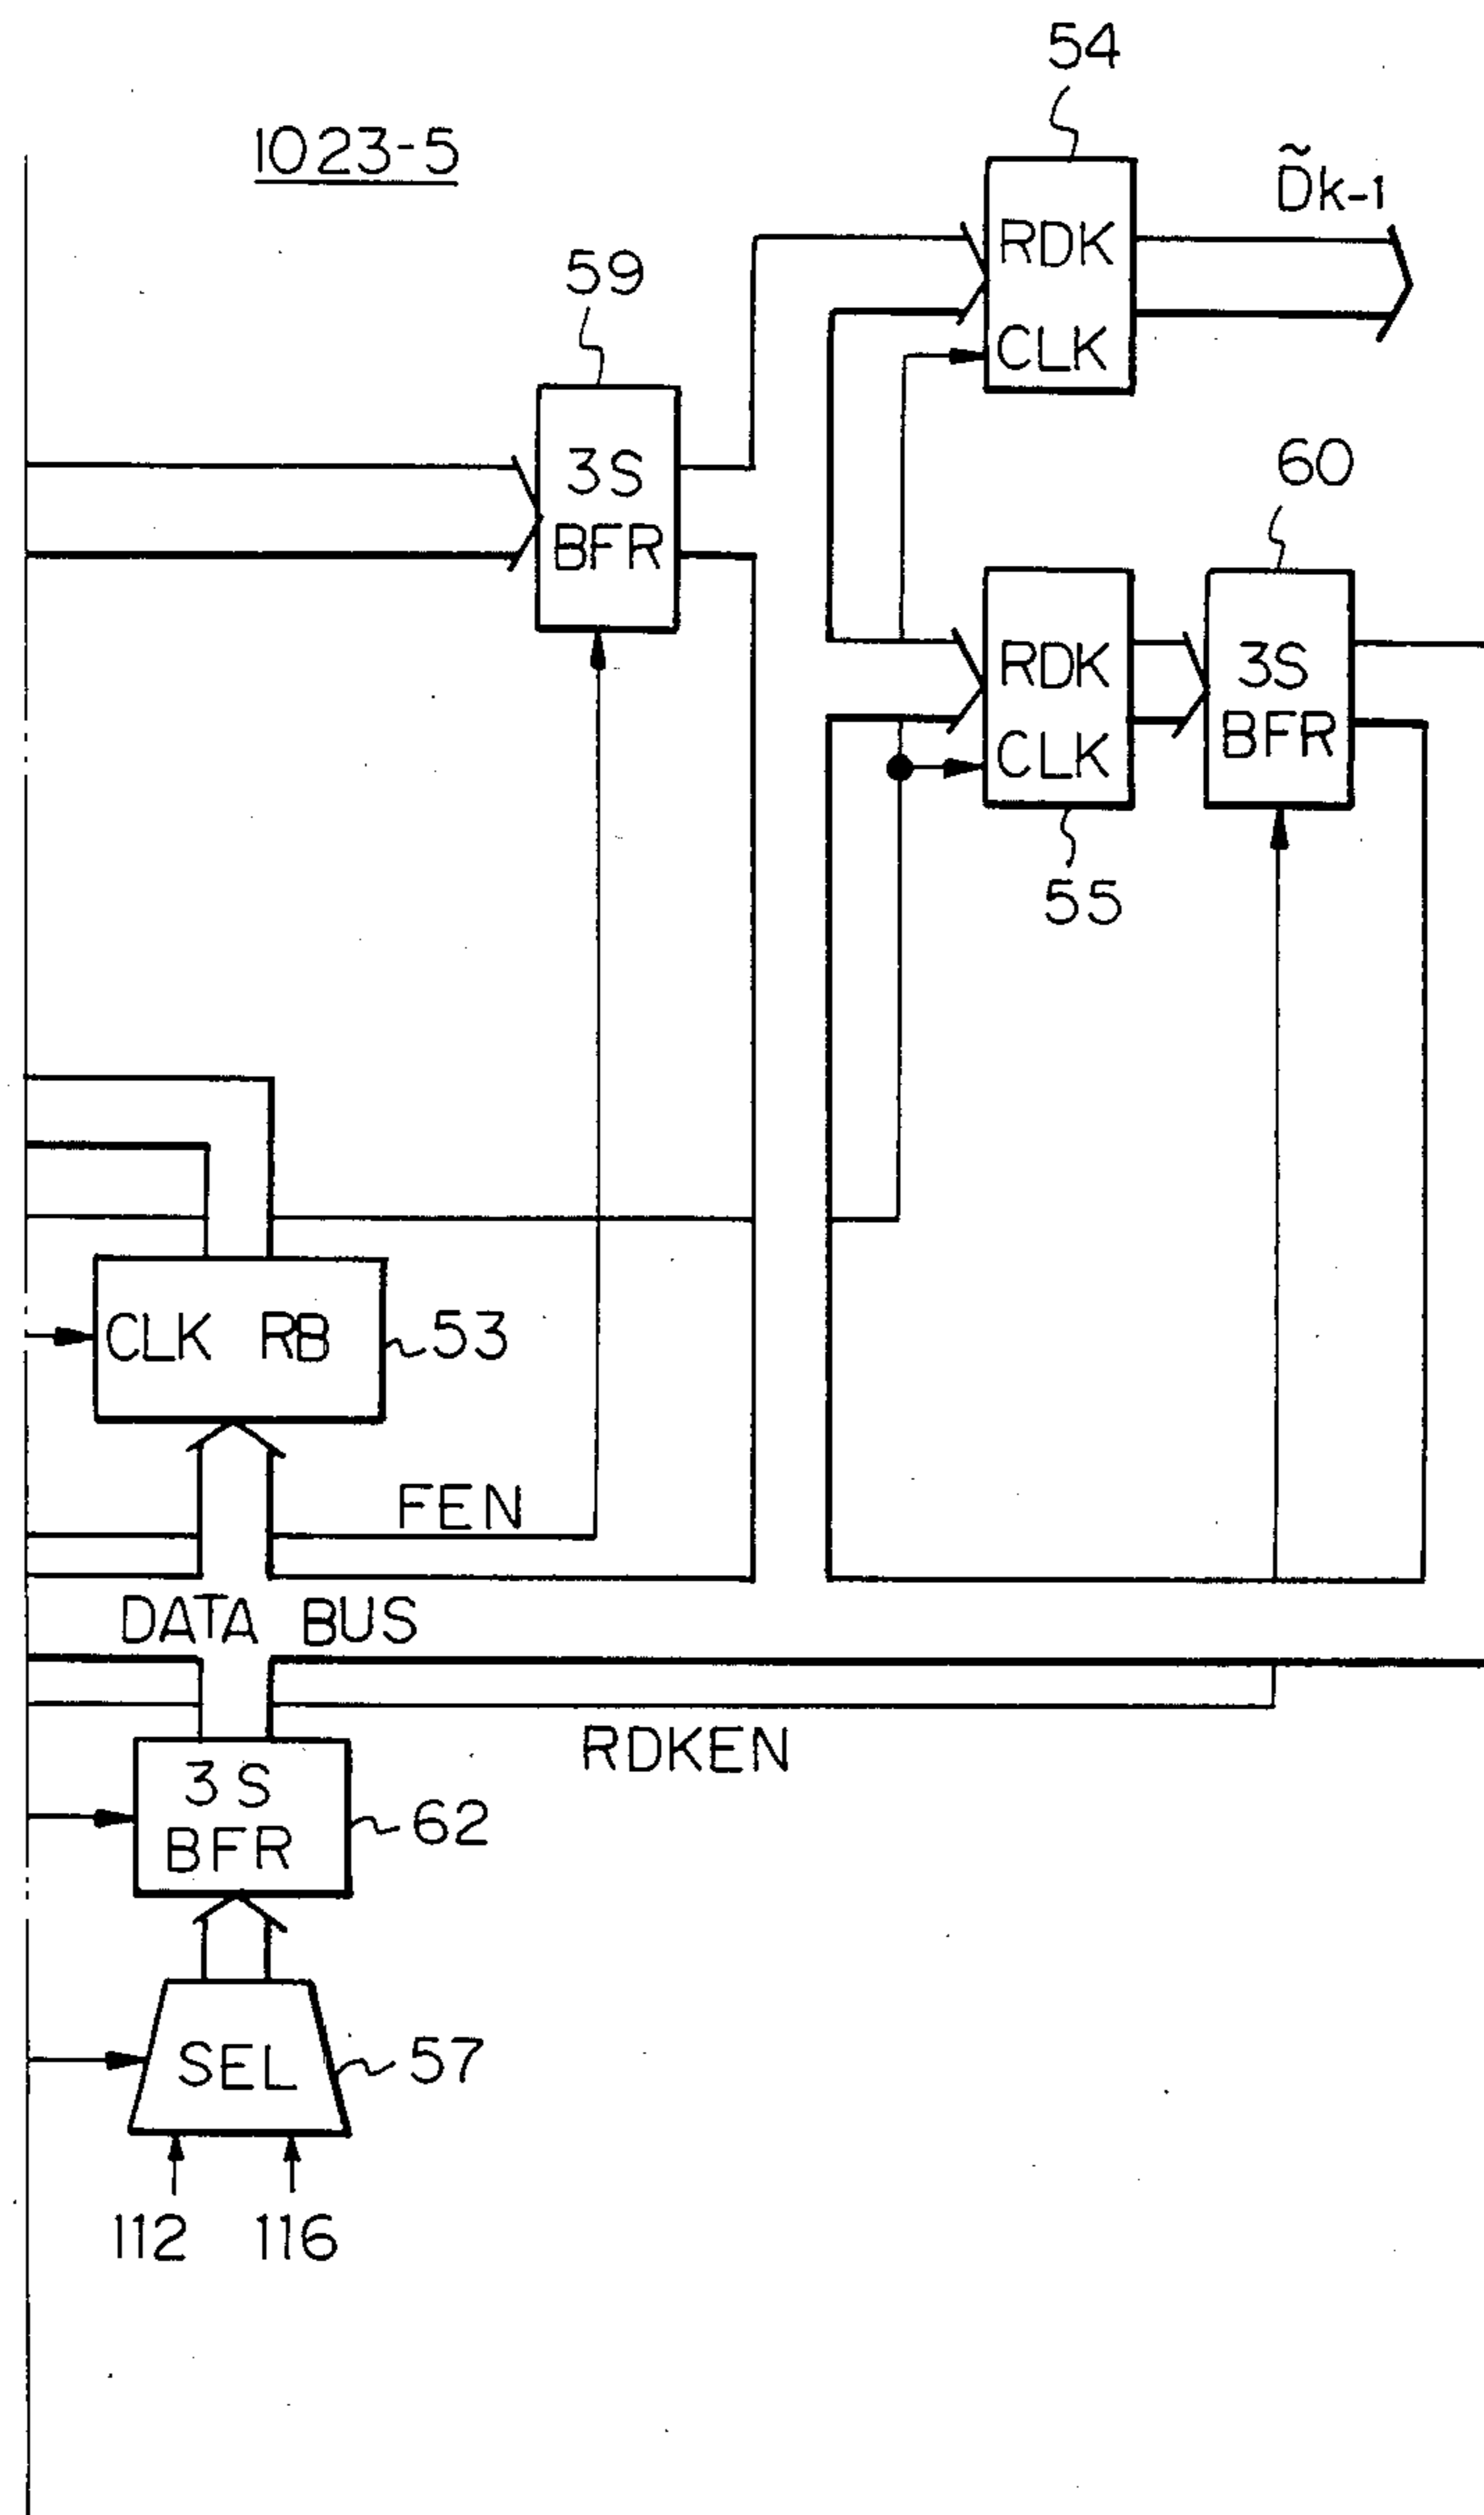 54
1023-5
D̃k-1
59
RDK
CLK
60
3S
BFR
RDK
CLK
3S
BFR
55
CLK RB
53
FEN
DATA BUS
RDKEN
3S
BFR
62
SEL
57
112 116